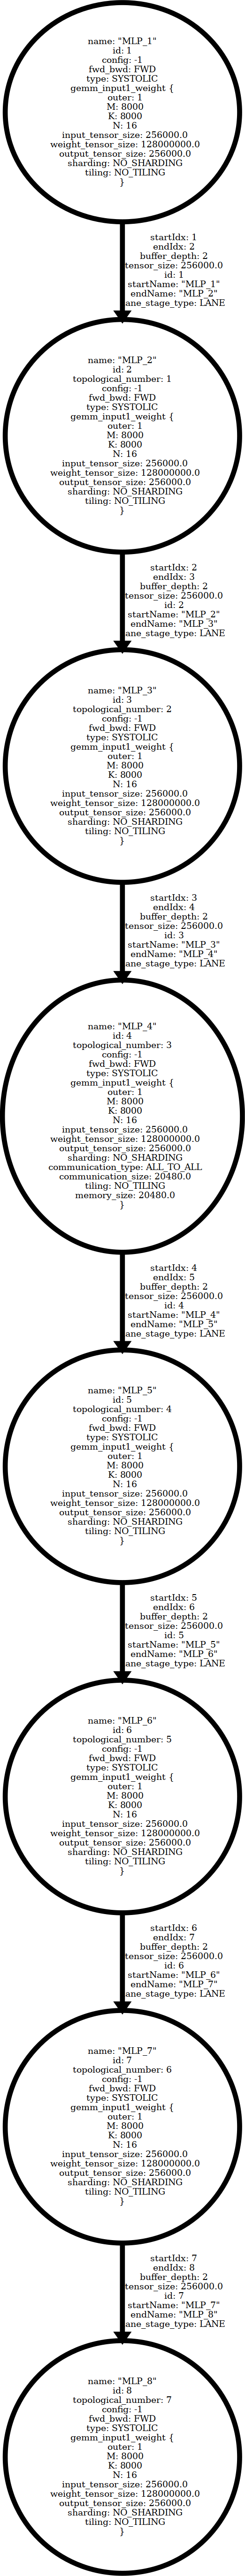 name: "MLP_1"
id: 1
config: -1
fwd_bwd: FWD
type: SYSTOLIC
gemm_input1_weight {
outer: 1
M: 8000
K: 8000
N: 16
input_tensor_size: 256000.0
weight_tensor_size: 128000000.0
output_tensor_size: 256000.0
sharding: NO_SHARDING
tiling: NO_TILING
}
startIdx: 1
endIdx: 2
buffer_depth: 2
tensor_size: 256000.0
id: 1
startName: "MLP_1"
endName: "MLP_2"
lane_stage_type: LANE
name: "MLP_2"
id: 2
topological_number: 1
config: -1
fwd_bwd: FWD
type: SYSTOLIC
gemm_input1_weight {
outer: 1
M: 8000
K: 8000
N: 16
input_tensor_size: 256000.0
weight_tensor_size: 128000000.0
output_tensor_size: 256000.0
sharding: NO_SHARDING
tiling: NO_TILING
}
startIdx: 2
endIdx: 3
buffer_depth: 2
tensor_size: 256000.0
id: 2
startName: "MLP_2"
endName: "MLP_3"
lane_stage_type: LANE
name: "MLP_3"
id: 3
topological_number: 2
config: -1
fwd_bwd: FWD
type: SYSTOLIC
gemm_input1_weight {
outer: 1
M: 8000
K: 8000
N: 16
input_tensor_size: 256000.0
weight_tensor_size: 128000000.0
output_tensor_size: 256000.0
sharding: NO_SHARDING
tiling: NO_TILING
}
startIdx: 3
endIdx: 4
buffer_depth: 2
tensor_size: 256000.0
id: 3
startName: "MLP_3"
endName: "MLP_4"
lane_stage_type: LANE
name: "MLP_4"
id: 4
topological_number: 3
config: -1
fwd_bwd: FWD
type: SYSTOLIC
gemm_input1_weight {
outer: 1
M: 8000
K: 8000
N: 16
input_tensor_size: 256000.0
weight_tensor_size: 128000000.0
output_tensor_size: 256000.0
sharding: NO_SHARDING
communication_type: ALL_TO_ALL
communication_size: 20480.0
tiling: NO_TILING
memory_size: 20480.0
}
startIdx: 4
endIdx: 5
buffer_depth: 2
tensor_size: 256000.0
id: 4
startName: "MLP_4"
endName: "MLP_5"
lane_stage_type: LANE
name: "MLP_5"
id: 5
topological_number: 4
config: -1
fwd_bwd: FWD
type: SYSTOLIC
gemm_input1_weight {
outer: 1
M: 8000
K: 8000
N: 16
input_tensor_size: 256000.0
weight_tensor_size: 128000000.0
output_tensor_size: 256000.0
sharding: NO_SHARDING
tiling: NO_TILING
}
startIdx: 5
endIdx: 6
buffer_depth: 2
tensor_size: 256000.0
id: 5
startName: "MLP_5"
endName: "MLP_6"
lane_stage_type: LANE
name: "MLP_6"
id: 6
topological_number: 5
config: -1
fwd_bwd: FWD
type: SYSTOLIC
gemm_input1_weight {
outer: 1
M: 8000
K: 8000
N: 16
input_tensor_size: 256000.0
weight_tensor_size: 128000000.0
output_tensor_size: 256000.0
sharding: NO_SHARDING
tiling: NO_TILING
}
startIdx: 6
endIdx: 7
buffer_depth: 2
tensor_size: 256000.0
id: 6
startName: "MLP_6"
endName: "MLP_7"
lane_stage_type: LANE
name: "MLP_7"
id: 7
topological_number: 6
config: -1
fwd_bwd: FWD
type: SYSTOLIC
gemm_input1_weight {
outer: 1
M: 8000
K: 8000
N: 16
input_tensor_size: 256000.0
weight_tensor_size: 128000000.0
output_tensor_size: 256000.0
sharding: NO_SHARDING
tiling: NO_TILING
}
startIdx: 7
endIdx: 8
buffer_depth: 2
tensor_size: 256000.0
id: 7
startName: "MLP_7"
endName: "MLP_8"
lane_stage_type: LANE
name: "MLP_8"
id: 8
topological_number: 7
config: -1
fwd_bwd: FWD
type: SYSTOLIC
gemm_input1_weight {
outer: 1
M: 8000
K: 8000
N: 16
input_tensor_size: 256000.0
weight_tensor_size: 128000000.0
output_tensor_size: 256000.0
sharding: NO_SHARDING
tiling: NO_TILING
}